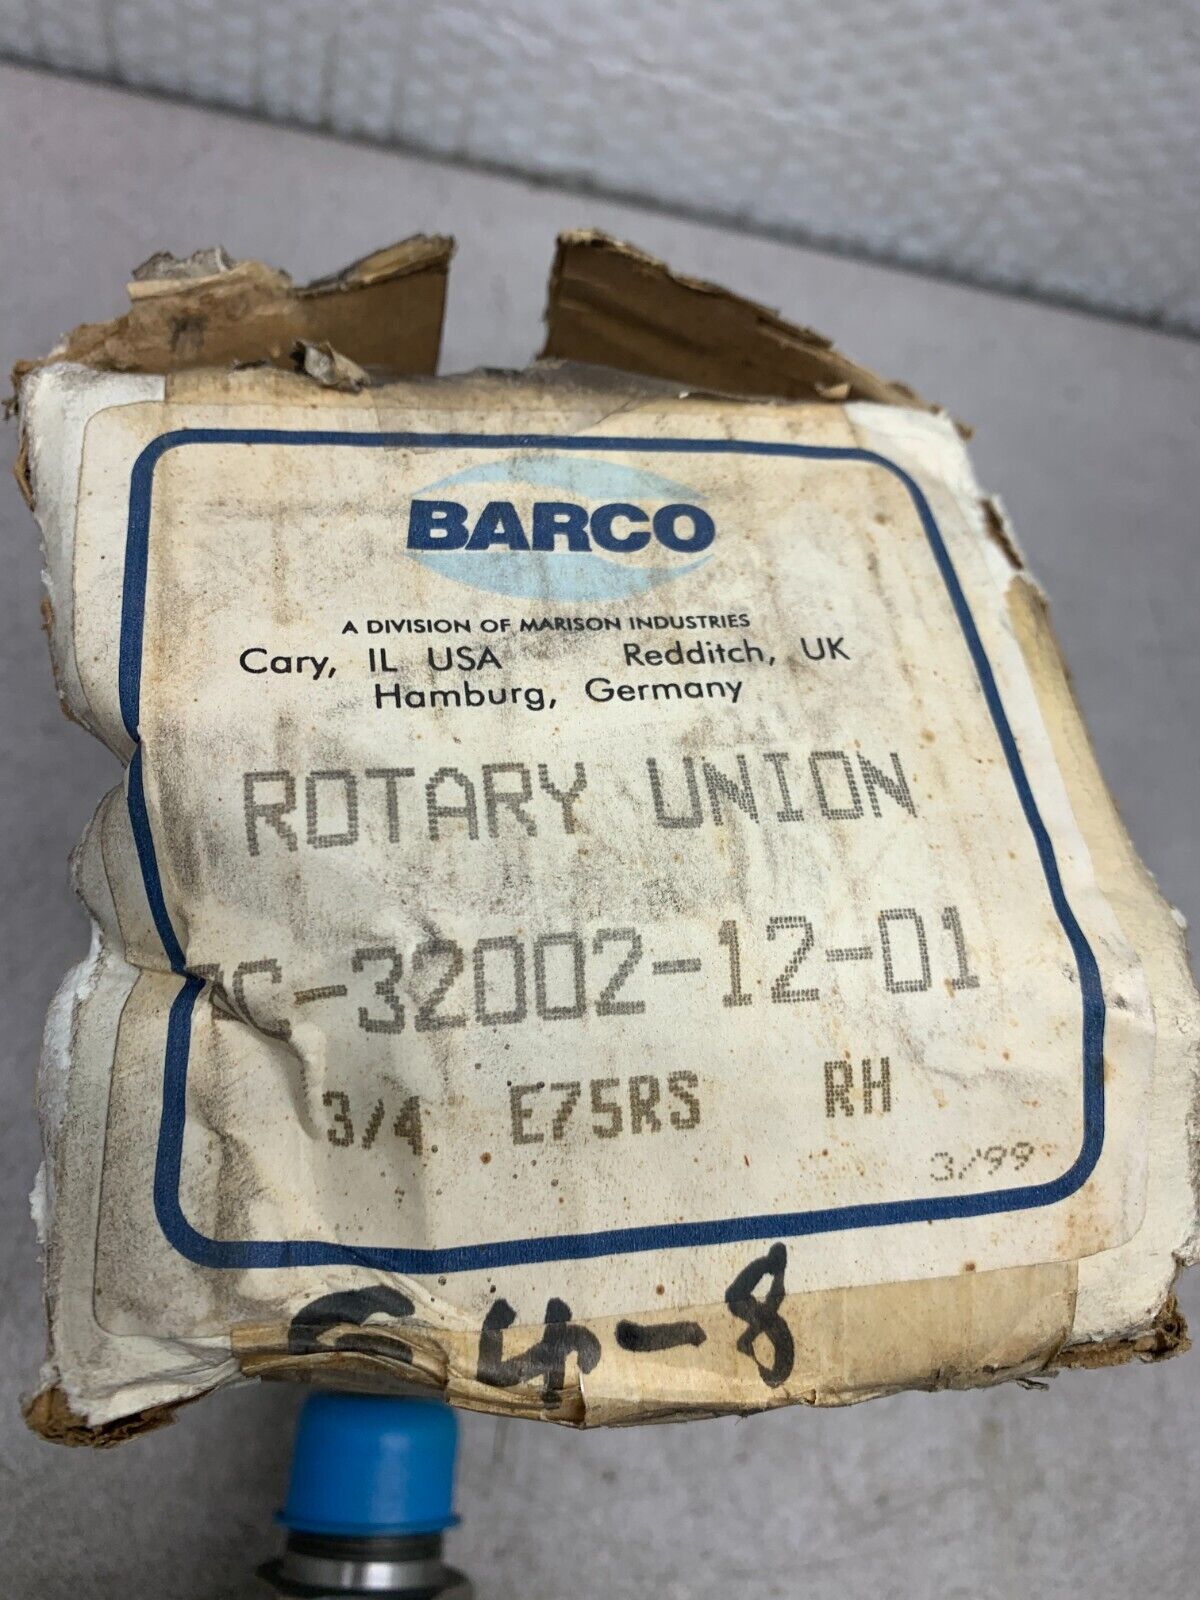 BARCO
A DIVISION OF MARISON INDUSTRIES
Cary, IL USA Redditch, UK
Hamburg, Germany
ROTARY UNION
C-32002-12-01
3/4 E75RS RH
3/99
G4-8